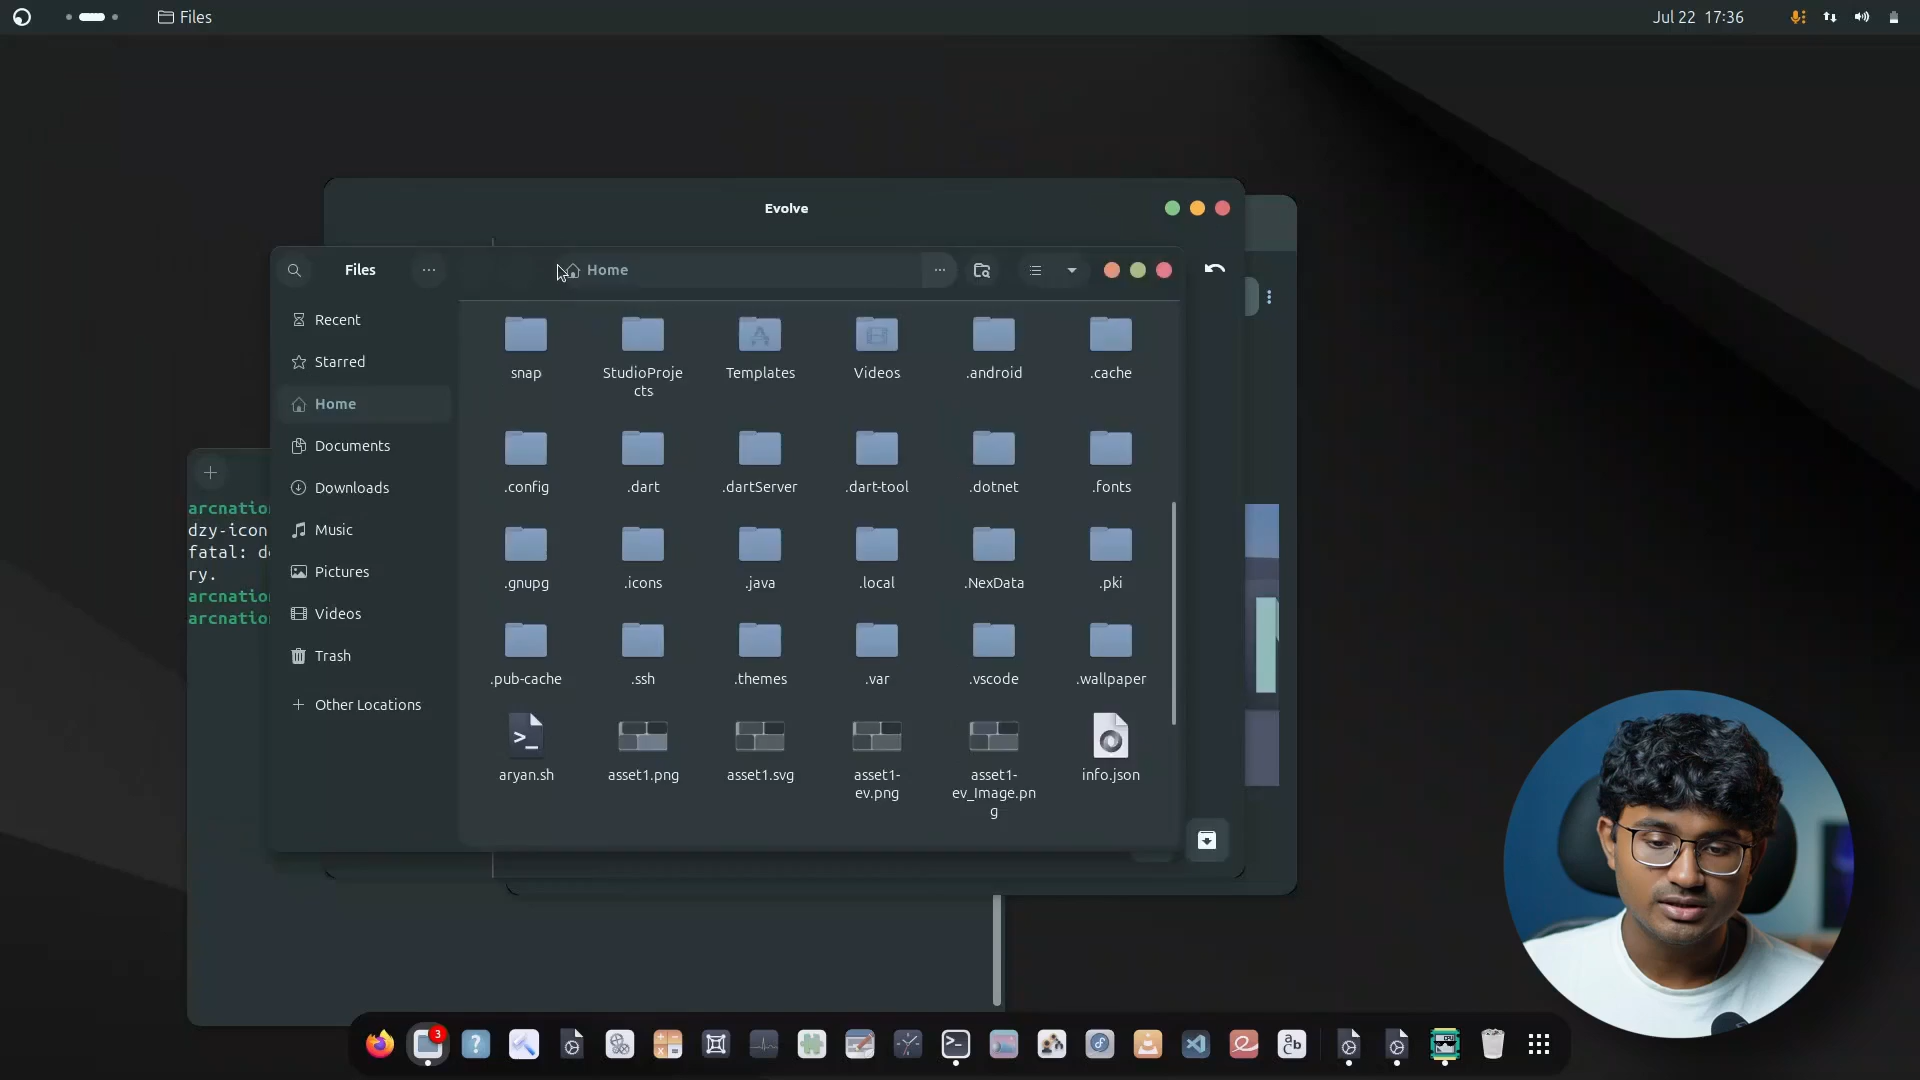 Files
Jul 22 17:36
Evolve
Files
Home
Recent
Starred
Home
Documents
Downloads
Music
Pictures
Videos
Trash
Other Locations
snap
StudioProje
cts
Templates
Videos
.android
.cache
.config
.dart
.dartServer
.dart-tool
.dotnet
.fonts
.gnupg
.icons
.java
.local
.NexData
.pki
.pub-cache
.ssh
.themes
.var
.vscode
.wallpaper
aryan.sh
asset1.png
asset1.svg
asset1-
ev.png
asset1-
ev_Image.pn
g
info.json
arcnatio
dzy-icon
fatal: d
ry.
arcnatio
arcnatio
3